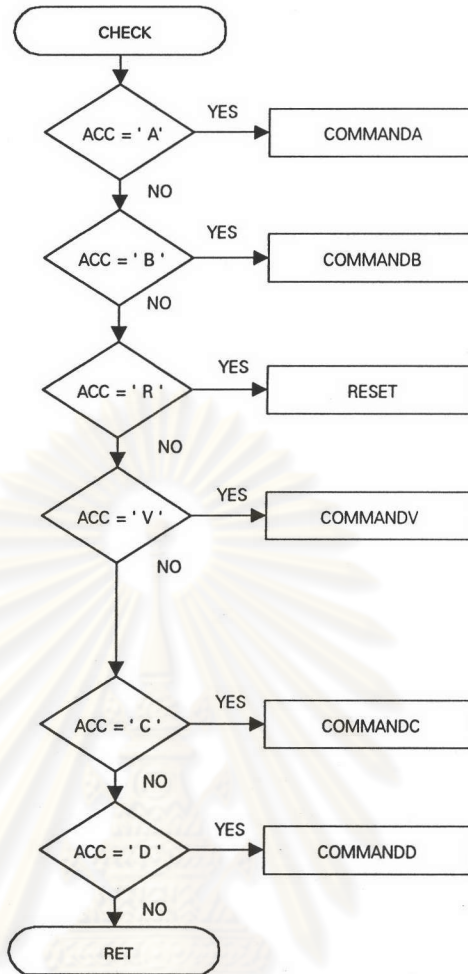 CHECK
YES
ACC = ' A'
COMMANDA
NO
YES
ACC = ' B '
COMMANDB
NO
YES
ACC = ' R '
RESET
NO
YES
ACC = ' V '
COMMANDV
NO
YES
ACC = ' C '
COMMANDC
NO
YES
ACC = ' D '
COMMANDD
NO
RET